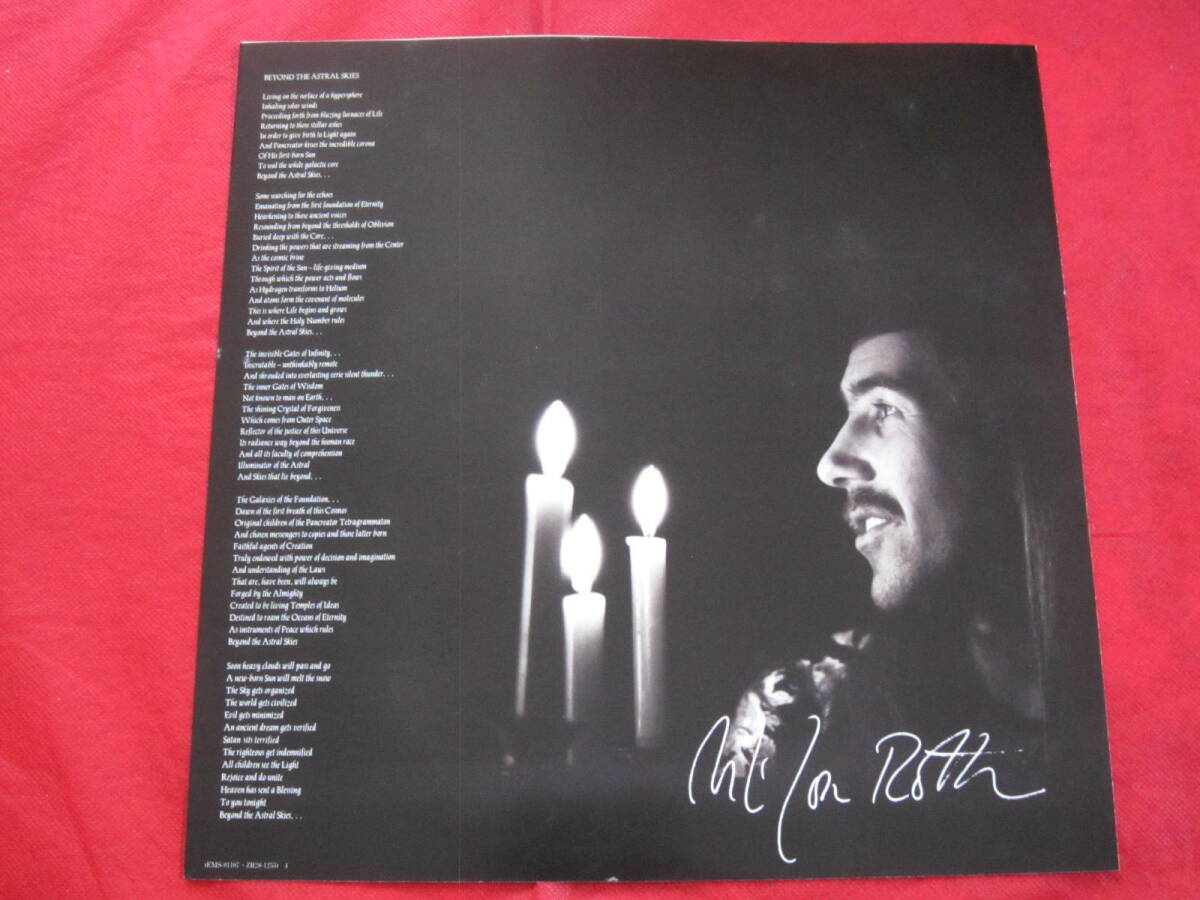 BEYOND THE ASTRAL SKIES
Living on the surface of a hypersphere
Inhaling solar winds
Proceeding forth from blazing furnaces of Life
Returning to those stellar ashes
In order to give birth to Light again
And Pancreator kisses the incredible corona
Of His first-born Sun
To seal the white galactic core
Beyond the Astral Skies. . .
Some searching for the echoes
Emanating from the first foundation of Eternity
Hearkening to those ancient voices
Resounding from beyond the thresholds of Oblivion
Buried deep with the Core. . .
Drinking the powers that are streaming from the Center
As the cosmic brine
The Spirit of the Sun – life-giving medium
Through which the power acts and flows
As Hydrogen transforms to Helium
And atoms form the covenant of molecules
This is where Life begins and grows
And where the Holy Number rules
Beyond the Astral Skies. . .
The invisible Gates of Infinity. . .
Inscrutable – unthinkably remote
And shrouded into everlasting eerie silent thunder. . .
The inner Gates of Wisdom
Not known to man on Earth. . .
The shining Crystal of Forgiveness
Which comes from Outer Space
Reflector of the justice of this Universe
Its radiance way beyond the human race
And all its faculty of comprehension
Illuminator of the Astral
And Skies that lie beyond. . .
The Galaxies of the Foundation. . .
Dawn of the first breath of this Cosmos
Original children of the Pancreator Tetragrammaton
And chosen messengers to copies and those latter born
Faithful agents of Creation
Truly endowed with power of decision and imagination
And understanding of the Laws
That are, have been, will always be
Forged by the Almighty
Created to be living Temples of Ideas
Destined to roam the Oceans of Eternity
As instruments of Peace which rules
Beyond the Astral Skies
Soon heavy clouds will pass and go
A new-born Sun will melt the snow
The Sky gets organized
The world gets civilized
Evil gets minimized
An ancient dream gets verified
Satan sits terrified
The righteous get indemnified
All children see the Light
Rejoice and do unite
Heaven has sent a Blessing
To you tonight
Beyond the Astral Skies. . .
Uli Jon Roth
(EMS-91107 • ZR28-1255) 4